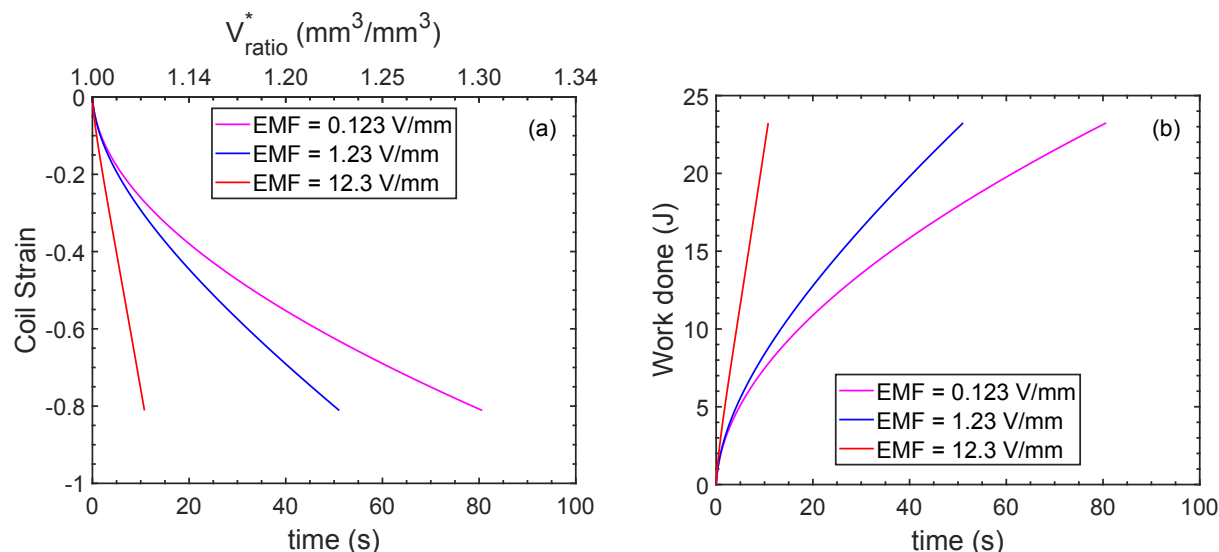 V*ratio (mm3/mm3)
1.00 1.14 1.20 1.25 1.30 1.34
0
-0.2
-0.4
-0.6
-0.8
-1
Coil Strain
EMF = 0.123 V/mm
EMF = 1.23 V/mm
EMF = 12.3 V/mm
(a)
0 20 40 60 80 100
time (s)
25
20
15
10
5
0
Work done (J)
(b)
EMF = 0.123 V/mm
EMF = 1.23 V/mm
EMF = 12.3 V/mm
0 20 40 60 80 100
time (s)